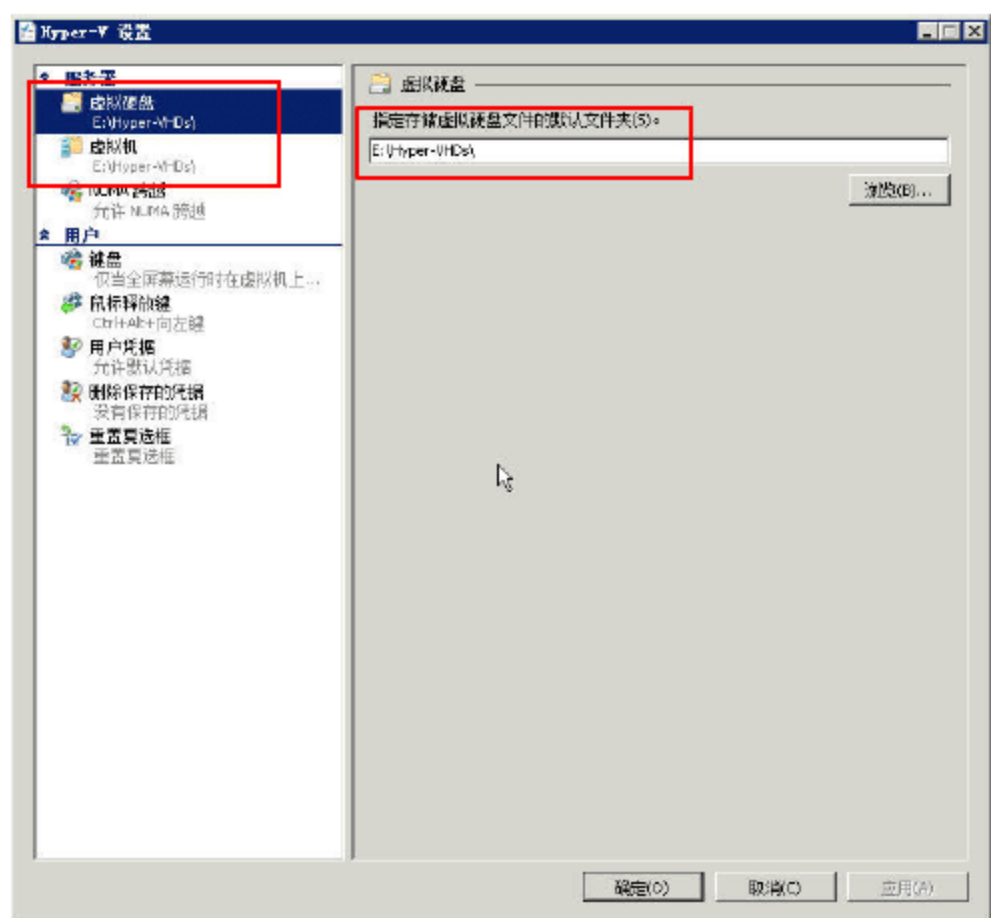 Hyper-V 设置
服务器
虚拟硬盘
E:\Hyper-VHDs\
虚拟机
E:\Hyper-VHDs\
NUMA 跨越
允许 NUMA 跨越
用户
键盘
仅当全屏幕运行时在虚拟机上...
鼠标释放键
Ctrl+Alt+向左键
用户凭据
允许默认凭据
删除保存的凭据
没有保存的凭据
重置复选框
重置复选框
虚拟硬盘
指定存储虚拟硬盘文件的默认文件夹(S)。
E:\Hyper-VHDs\
浏览(B)...
确定(O)
取消(C)
应用(A)